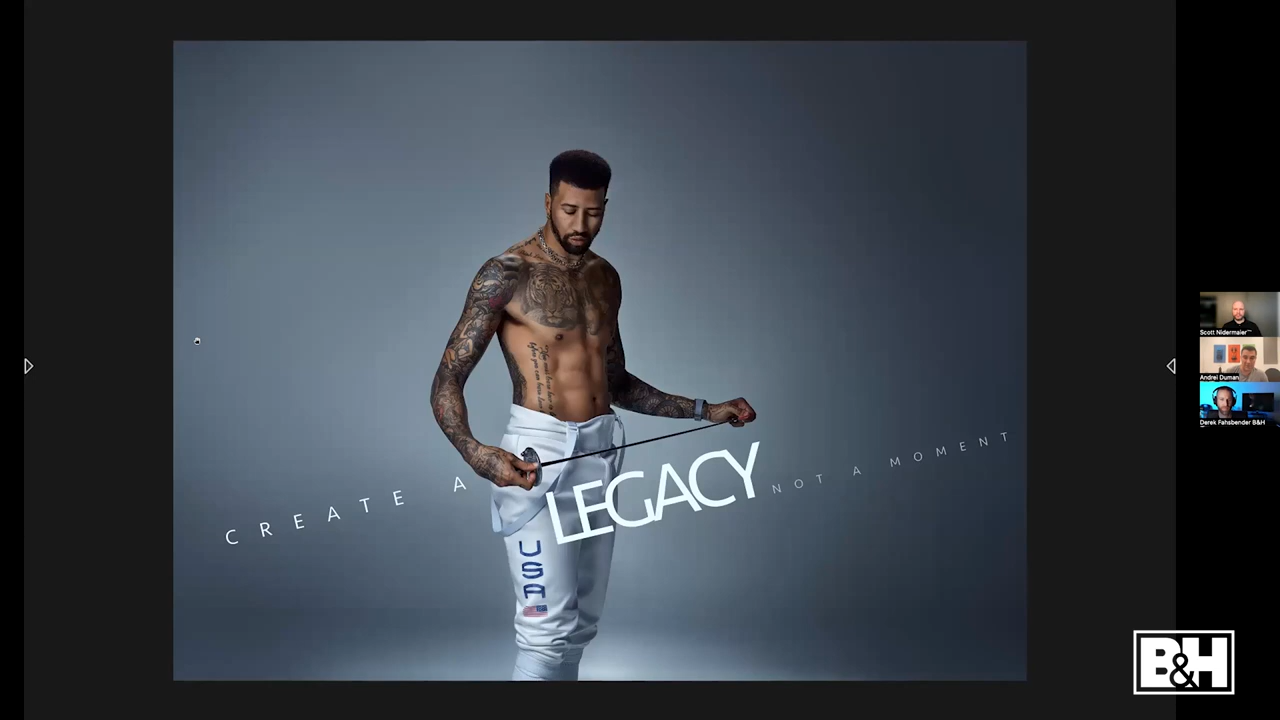 CREATE A LEGACY NOT A MOMENT
USA
Scott Nidermaier
Andrei Duman
Derek Fahsbender B&H
B&H